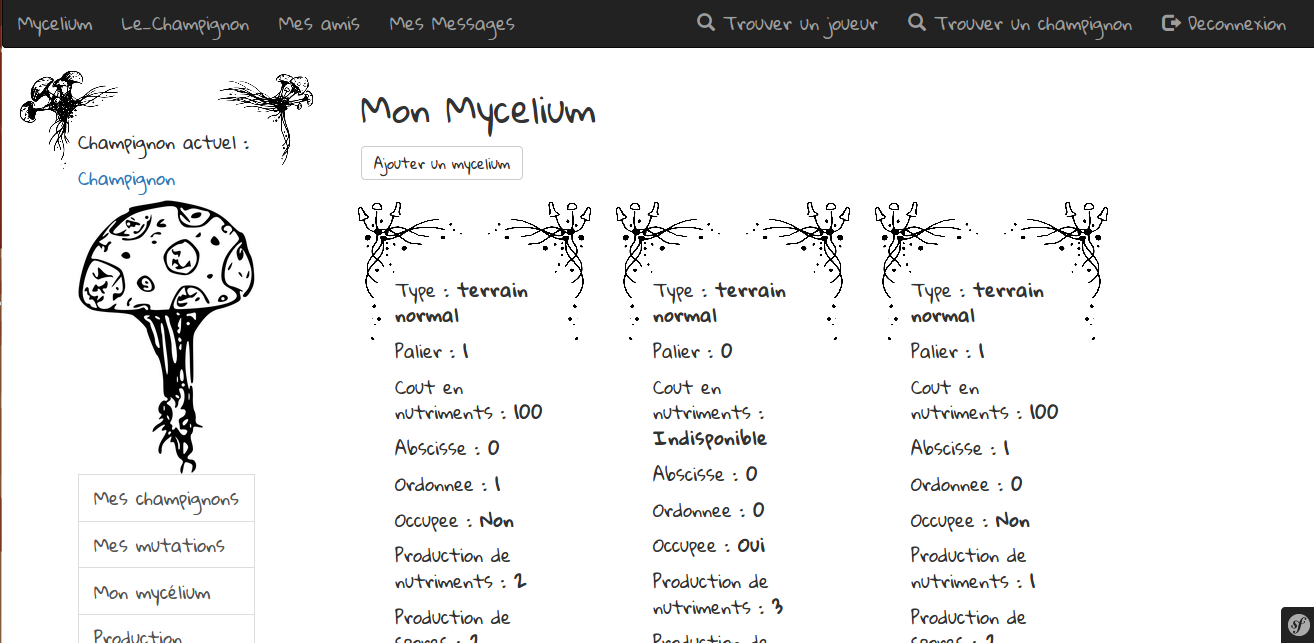 Mycelium Le_Champignon Mes amis Mes Messages Trouver un joueur Trouver un champignon Deconnexion
Champignon actuel :
Champignon
Mes champignons
Mes mutations
Mon mycélium
Production
Mon Mycelium
Ajouter un mycelium
Type : terrain
normal
Palier : 1
Cout en
nutriments : 100
Abscisse : 0
Ordonnee : 1
Occupee : Non
Production de
nutriments : 2
Production de
spores : 2
Type : terrain
normal
Palier : 0
Cout en
nutriments :
Indisponible
Abscisse : 0
Ordonnee : 0
Occupee : Oui
Production de
nutriments : 3
Production de
Type : terrain
normal
Palier : 1
Cout en
nutriments : 100
Abscisse : 1
Ordonnee : 0
Occupee : Non
Production de
nutriments : 1
Production de
spores : 2
sf